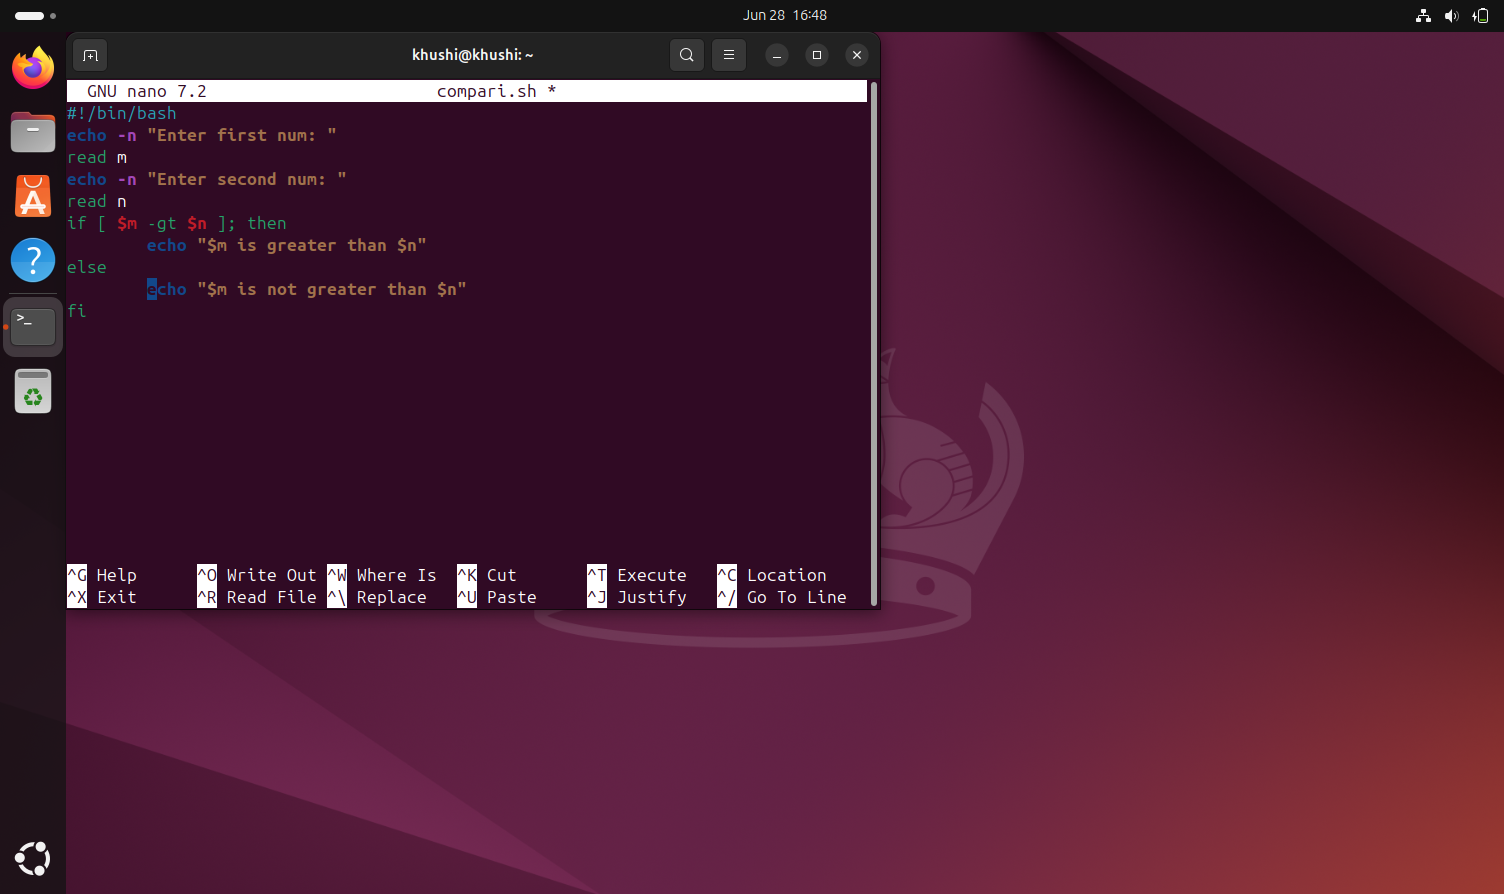 Jun 28 16:48
khushi@khushi: ~
GNU nano 7.2 compari.sh *
#!/bin/bash
echo -n "Enter first num: "
read m
echo -n "Enter second num: "
read n
if [ $m -gt $n ]; then
echo "$m is greater than $n"
else
echo "$m is not greater than $n"
fi
^G Help ^O Write Out ^W Where Is ^K Cut ^T Execute ^C Location
^X Exit ^R Read File ^\ Replace ^U Paste ^J Justify ^/ Go To Line